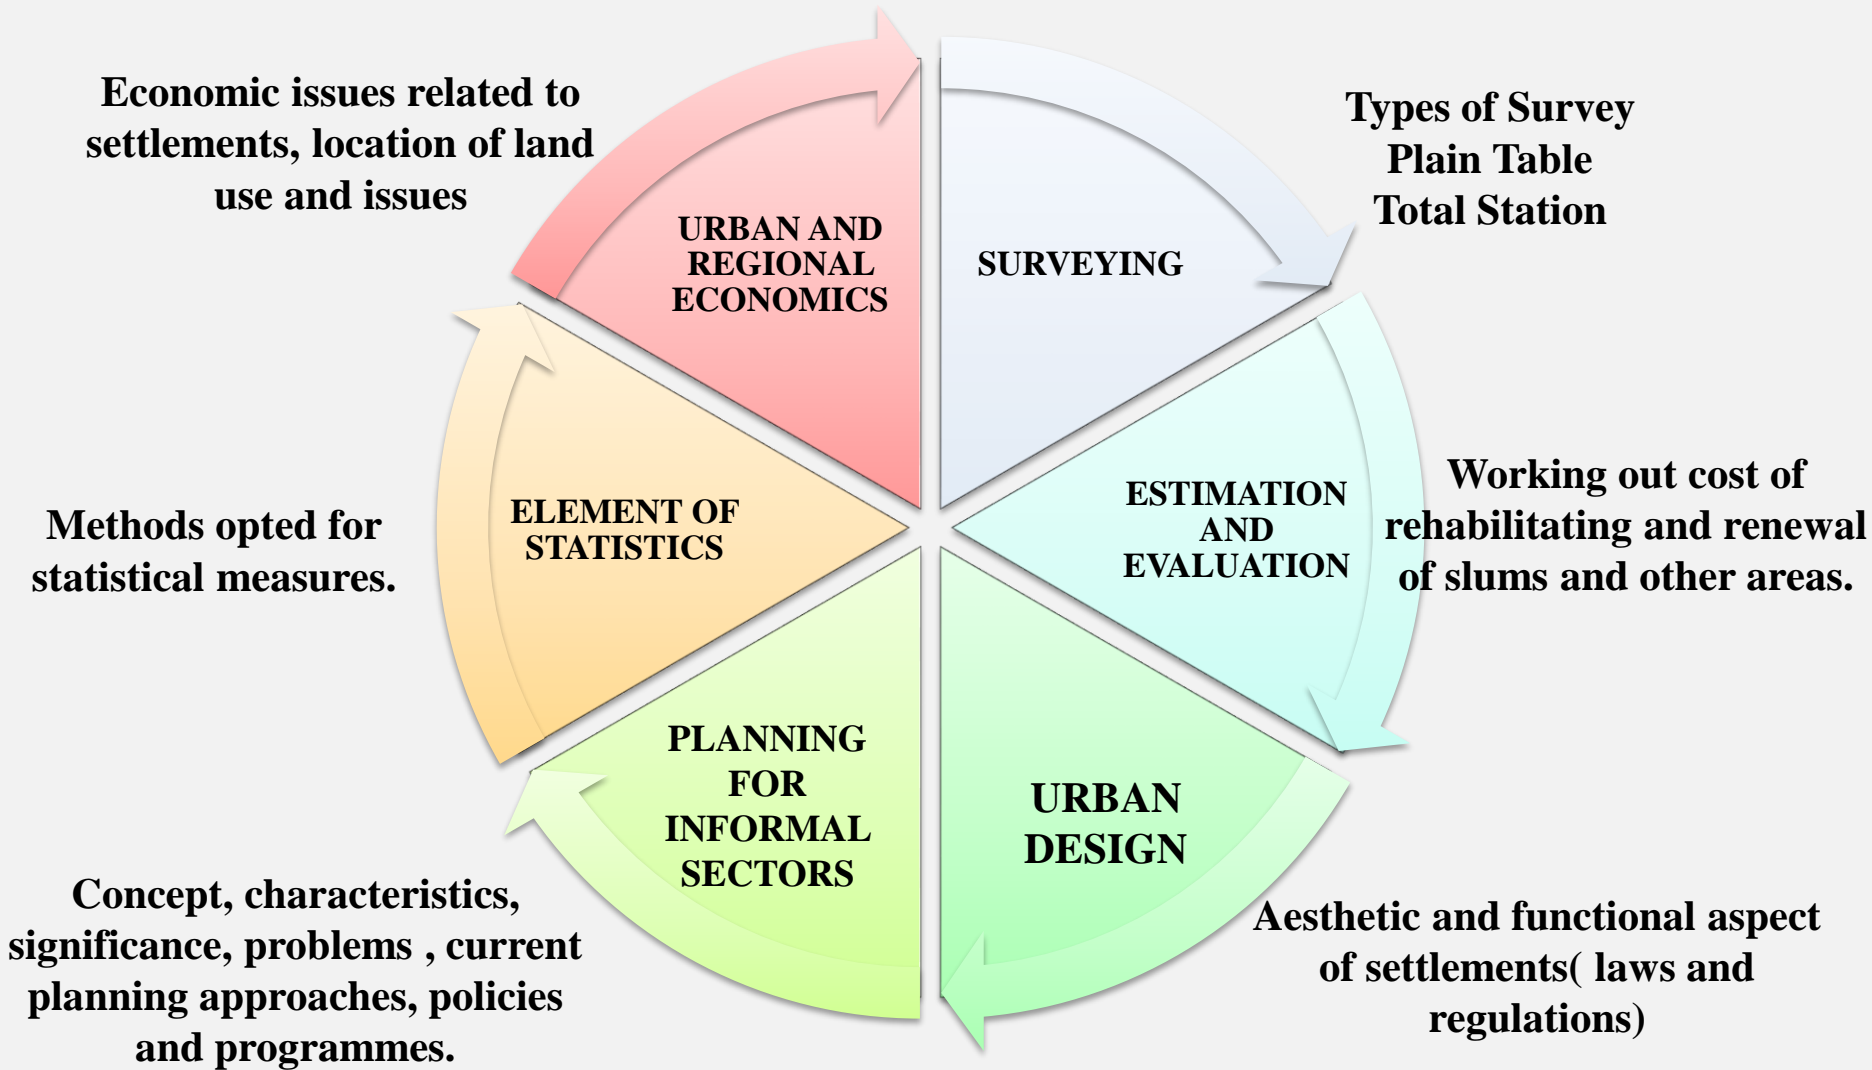 Economic issues related to
settlements, location of land
use and issues
URBAN AND
REGIONAL
ECONOMICS
SURVEYING
Types of Survey
Plain Table
Total Station
ESTIMATION
AND
EVALUATION
Working out cost of
rehabilitating and renewal
of slums and other areas.
URBAN
DESIGN
Aesthetic and functional aspect
of settlements( laws and
regulations)
PLANNING
FOR
INFORMAL
SECTORS
Concept, characteristics,
significance, problems , current
planning approaches, policies
and programmes.
ELEMENT OF
STATISTICS
Methods opted for
statistical measures.